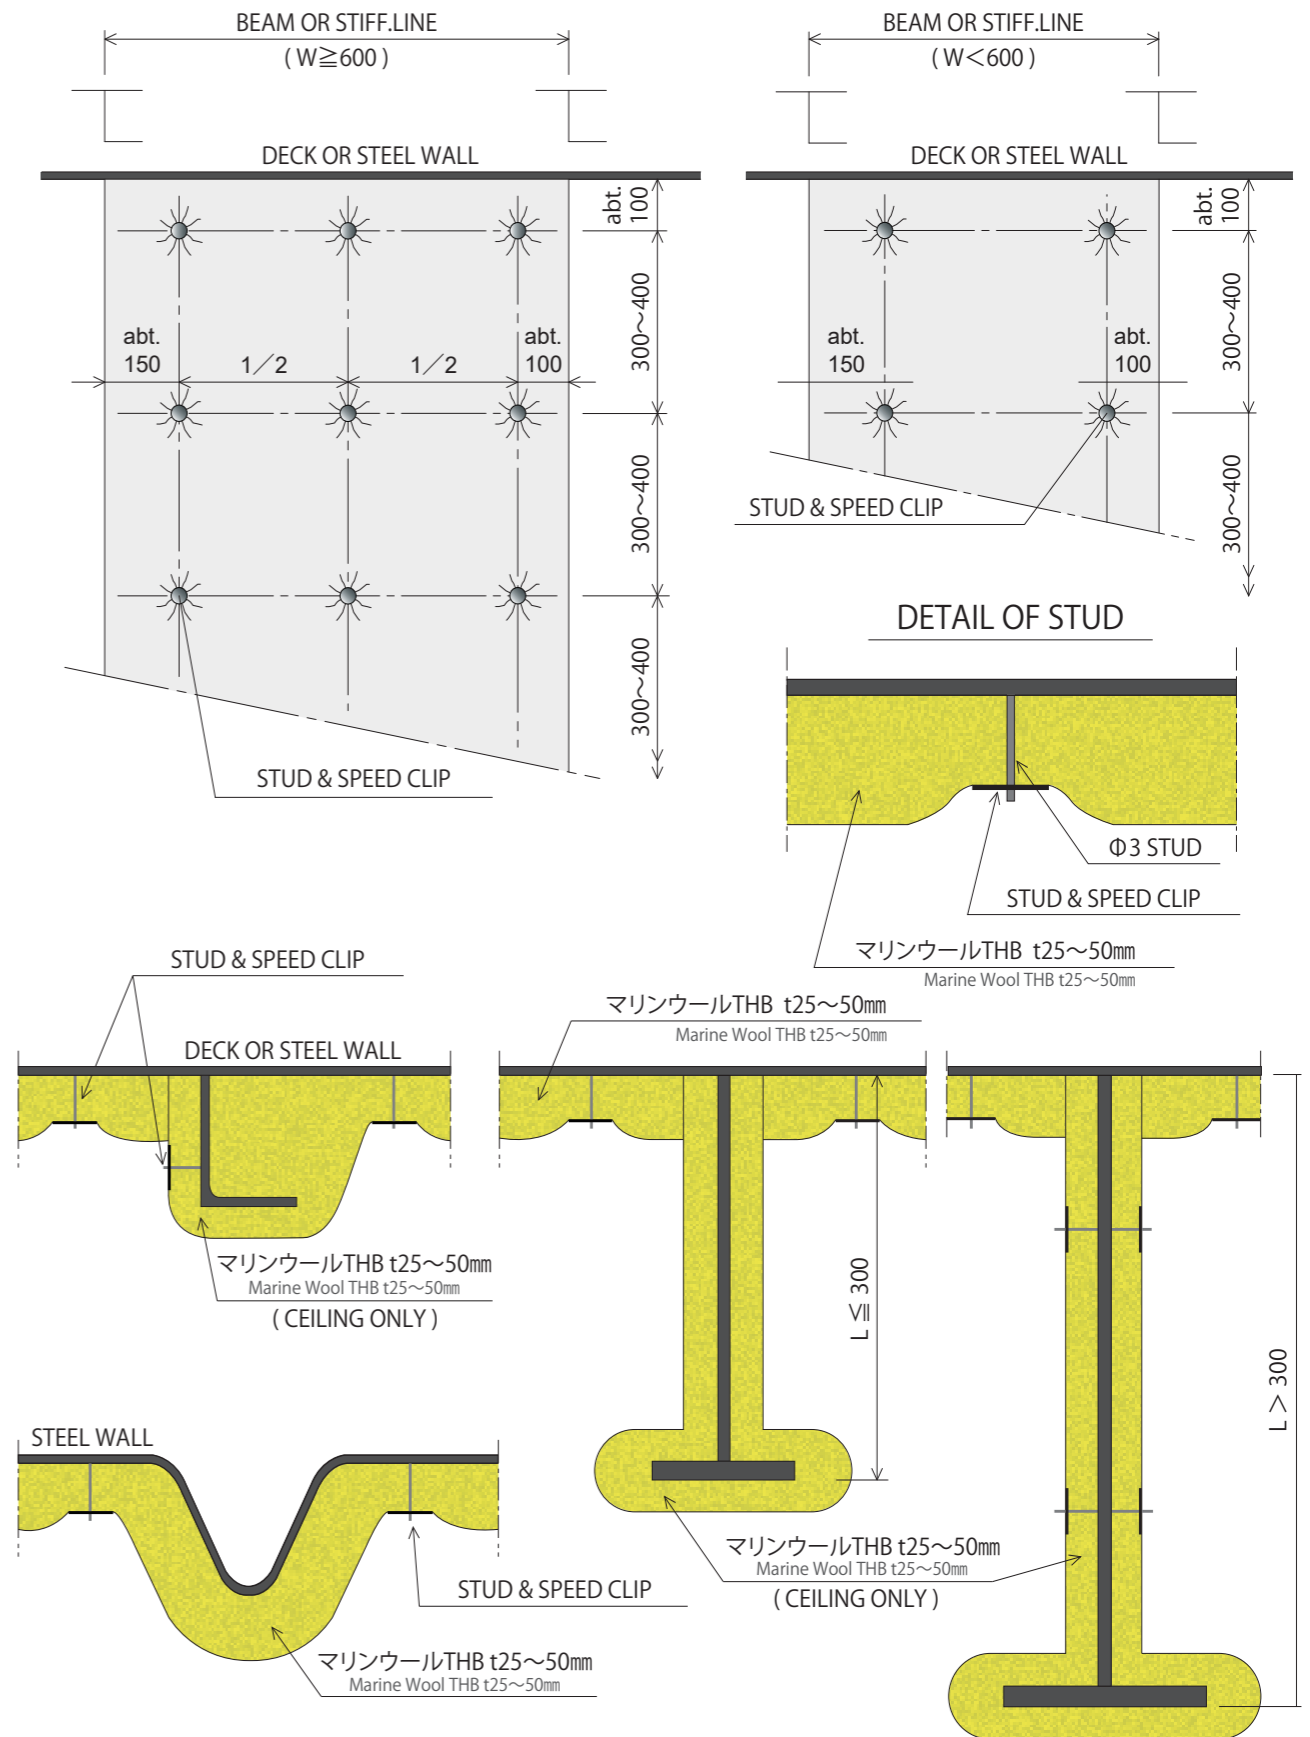 BEAM OR STIFF.LINE
( W≧600 )
DECK OR STEEL WALL
abt.
100
300〜400
abt.
150
1／2
1／2
abt.
100
300〜400
300〜400
STUD & SPEED CLIP
BEAM OR STIFF.LINE
( W＜600 )
DECK OR STEEL WALL
abt.
100
300〜400
abt.
150
abt.
100
300〜400
STUD & SPEED CLIP
DETAIL OF STUD
Φ3 STUD
STUD & SPEED CLIP
マリンウールTHB t25〜50mm
Marine Wool THB t25〜50㎜
STUD & SPEED CLIP
DECK OR STEEL WALL
マリンウールTHB t25〜50mm
Marine Wool THB t25〜50㎜
( CEILING ONLY )
マリンウールTHB t25〜50mm
Marine Wool THB t25〜50㎜
L ≦ 300
L ＞ 300
マリンウールTHB t25〜50mm
Marine Wool THB t25〜50㎜
( CEILING ONLY )
STEEL WALL
STUD & SPEED CLIP
マリンウールTHB t25〜50mm
Marine Wool THB t25〜50㎜